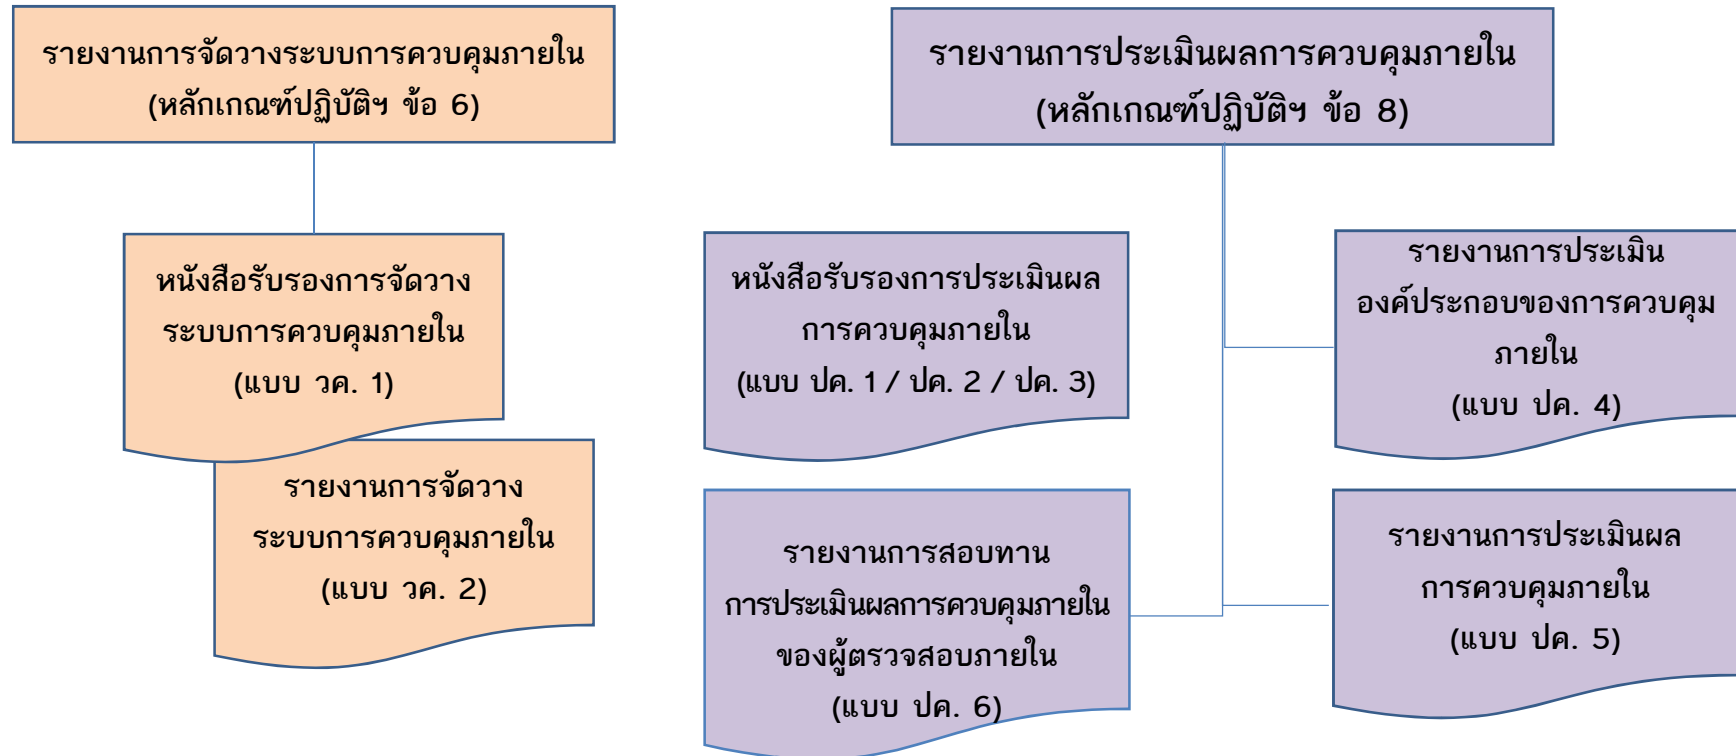 รายงานการจัดวางระบบการควบคุมภายใน
(หลักเกณฑ์ปฏิบัติฯ ข้อ 6)
หนังสือรับรองการจัดวาง
ระบบการควบคุมภายใน
(แบบ วค. 1)
รายงานการจัดวาง
ระบบการควบคุมภายใน
(แบบ วค. 2)
รายงานการประเมินผลการควบคุมภายใน
(หลักเกณฑ์ปฏิบัติฯ ข้อ 8)
หนังสือรับรองการประเมินผล
การควบคุมภายใน
(แบบ ปค. 1 / ปค. 2 / ปค. 3)
รายงานการประเมิน
องค์ประกอบของการควบคุม
ภายใน
(แบบ ปค. 4)
รายงานการสอบทาน
การประเมินผลการควบคุมภายใน
ของผู้ตรวจสอบภายใน
(แบบ ปค. 6)
รายงานการประเมินผล
การควบคุมภายใน
(แบบ ปค. 5)